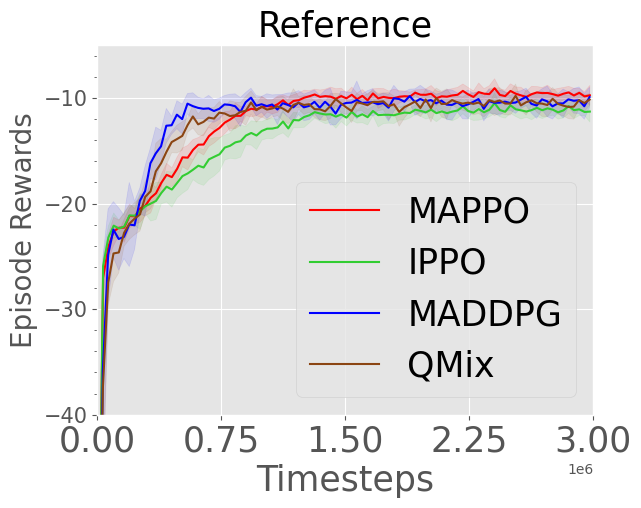 Reference
Episode Rewards
−10
−20
−30
−40
MAPPO
IPPO
MADDPG
QMix
0.00 0.75 1.50 2.25 3.00
1e6
Timesteps